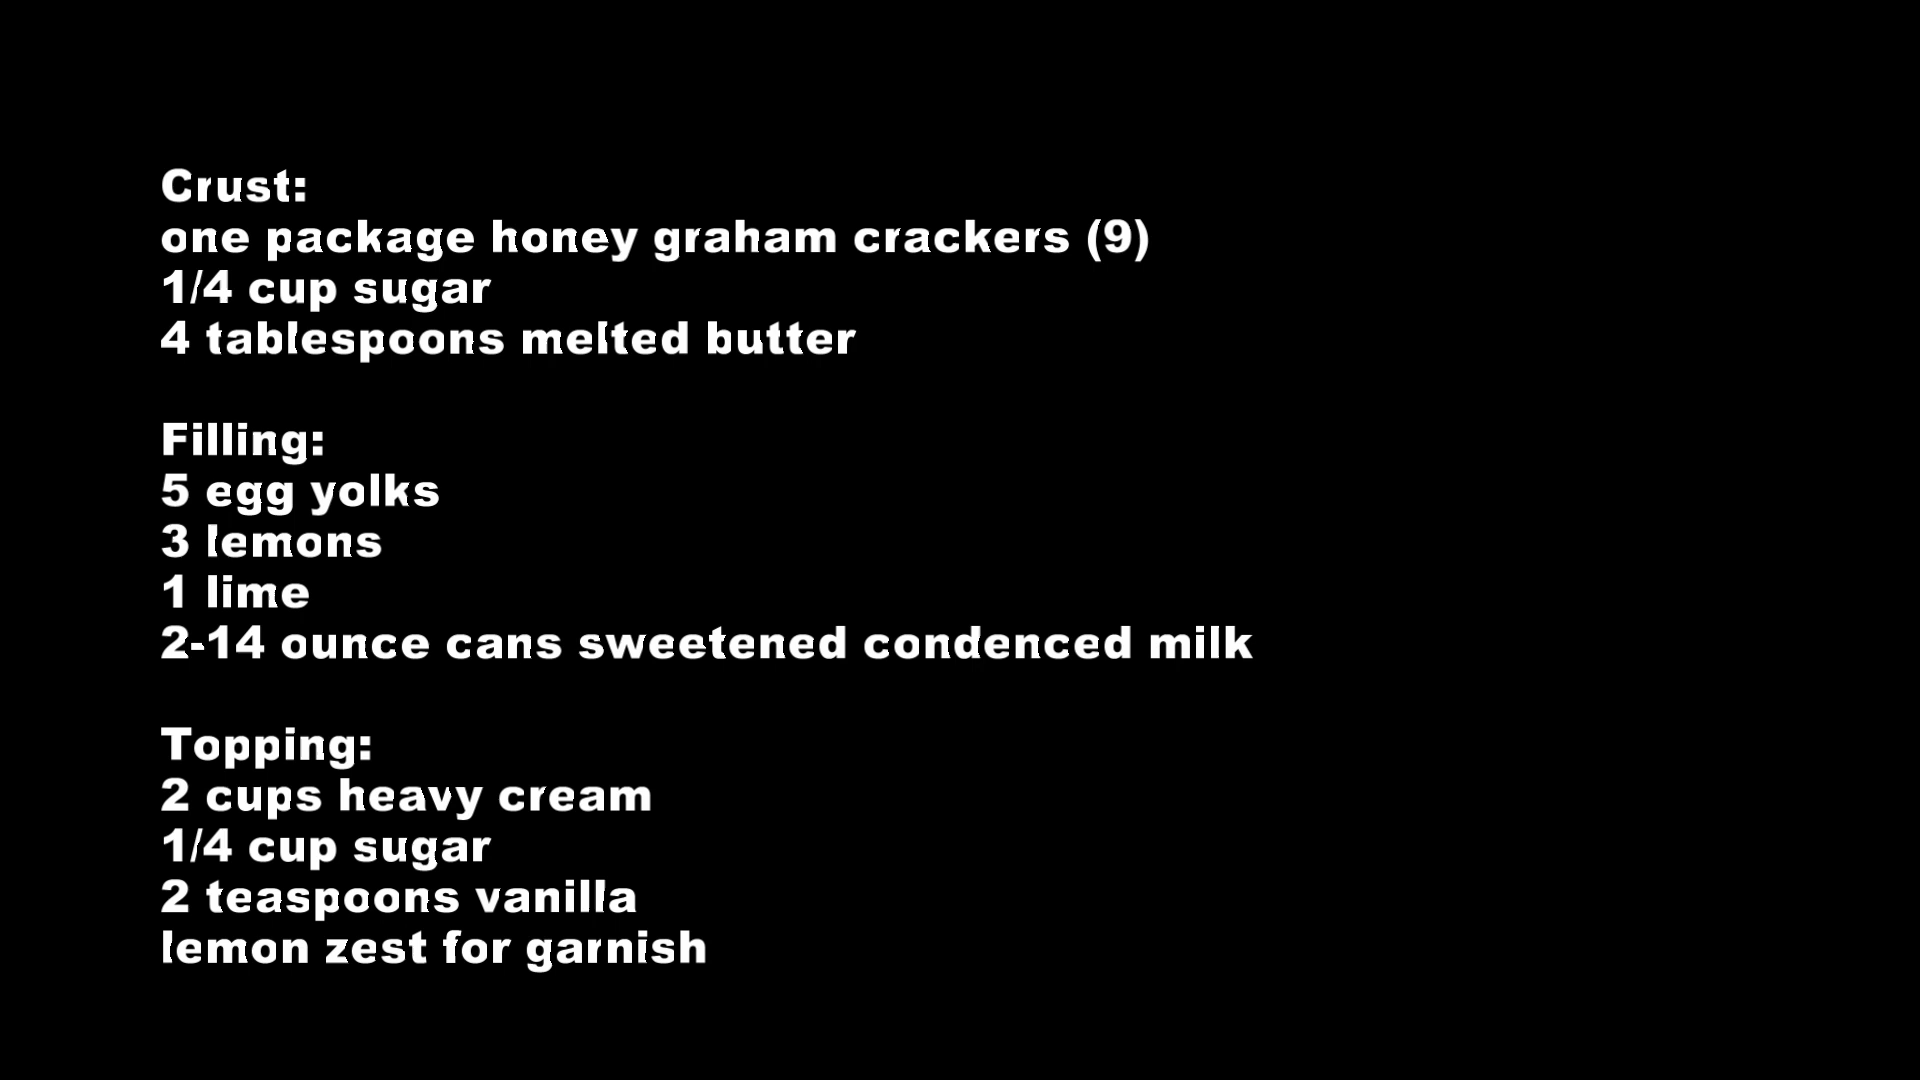 Crust:
one package honey graham crackers (9)
1/4 cup sugar
4 tablespoons melted butter
Filling:
5 egg yolks
3 lemons
1 lime
2-14 ounce cans sweetened condenced milk
Topping:
2 cups heavy cream
1/4 cup sugar
2 teaspoons vanilla
lemon zest for garnish